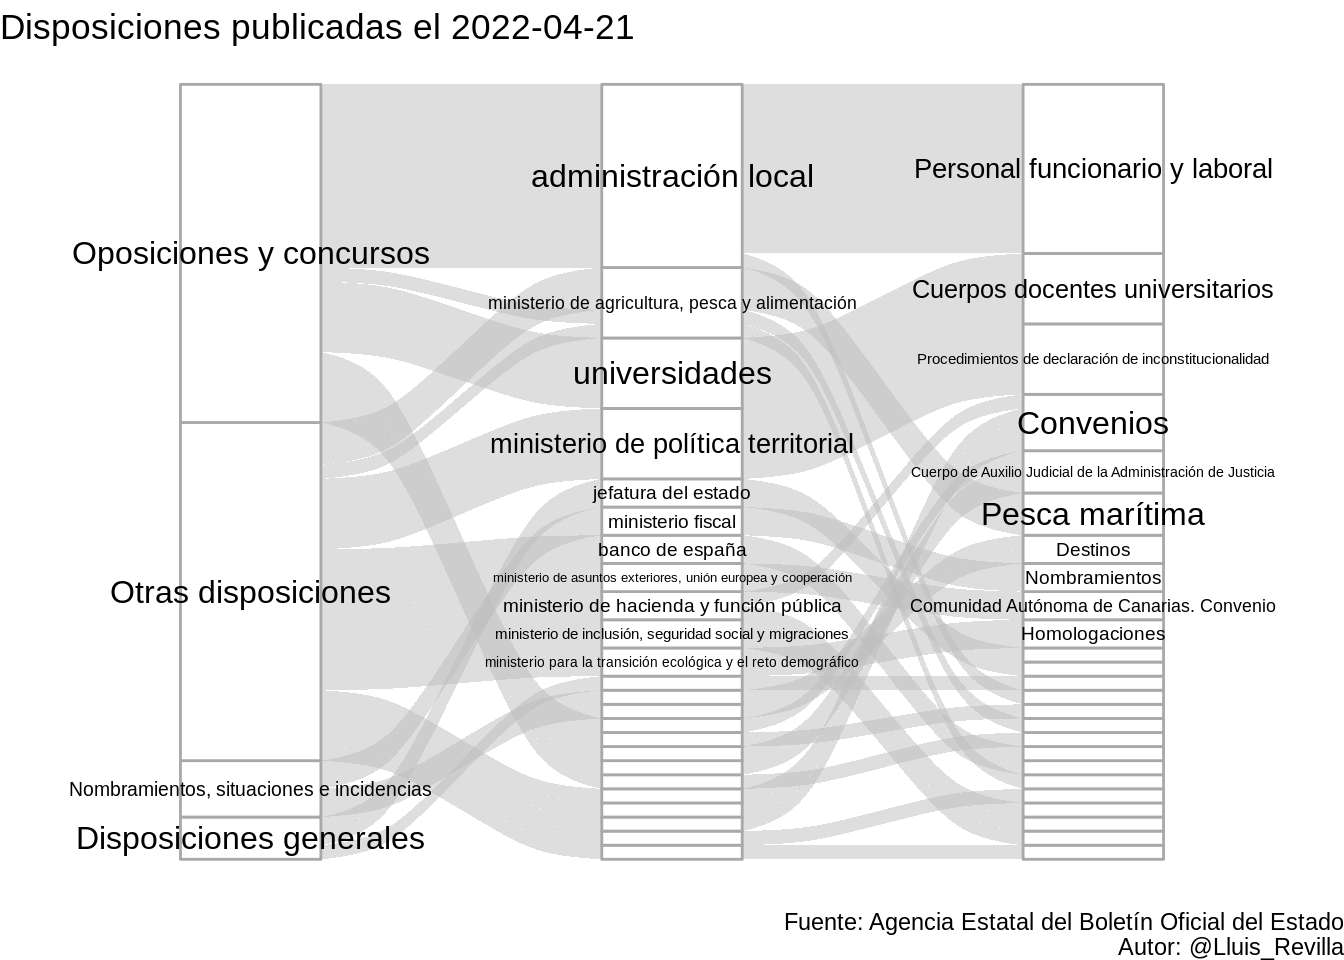 Disposiciones publicadas el 2022-04-21
Oposiciones y concursos
Otras disposiciones
Nombramientos, situaciones e incidencias
Disposiciones generales
administración local
ministerio de agricultura, pesca y alimentación
universidades
ministerio de política territorial
jefatura del estado
ministerio fiscal
banco de españa
ministerio de asuntos exteriores, unión europea y cooperación
ministerio de hacienda y función pública
ministerio de inclusión, seguridad social y migraciones
ministerio para la transición ecológica y el reto demográfico
Personal funcionario y laboral
Cuerpos docentes universitarios
Procedimientos de declaración de inconstitucionalidad
Convenios
Cuerpo de Auxilio Judicial de la Administración de Justicia
Pesca marítima
Destinos
Nombramientos
Comunidad Autónoma de Canarias. Convenio
Homologaciones
Fuente: Agencia Estatal del Boletín Oficial del Estado
Autor: @Lluis_Revilla